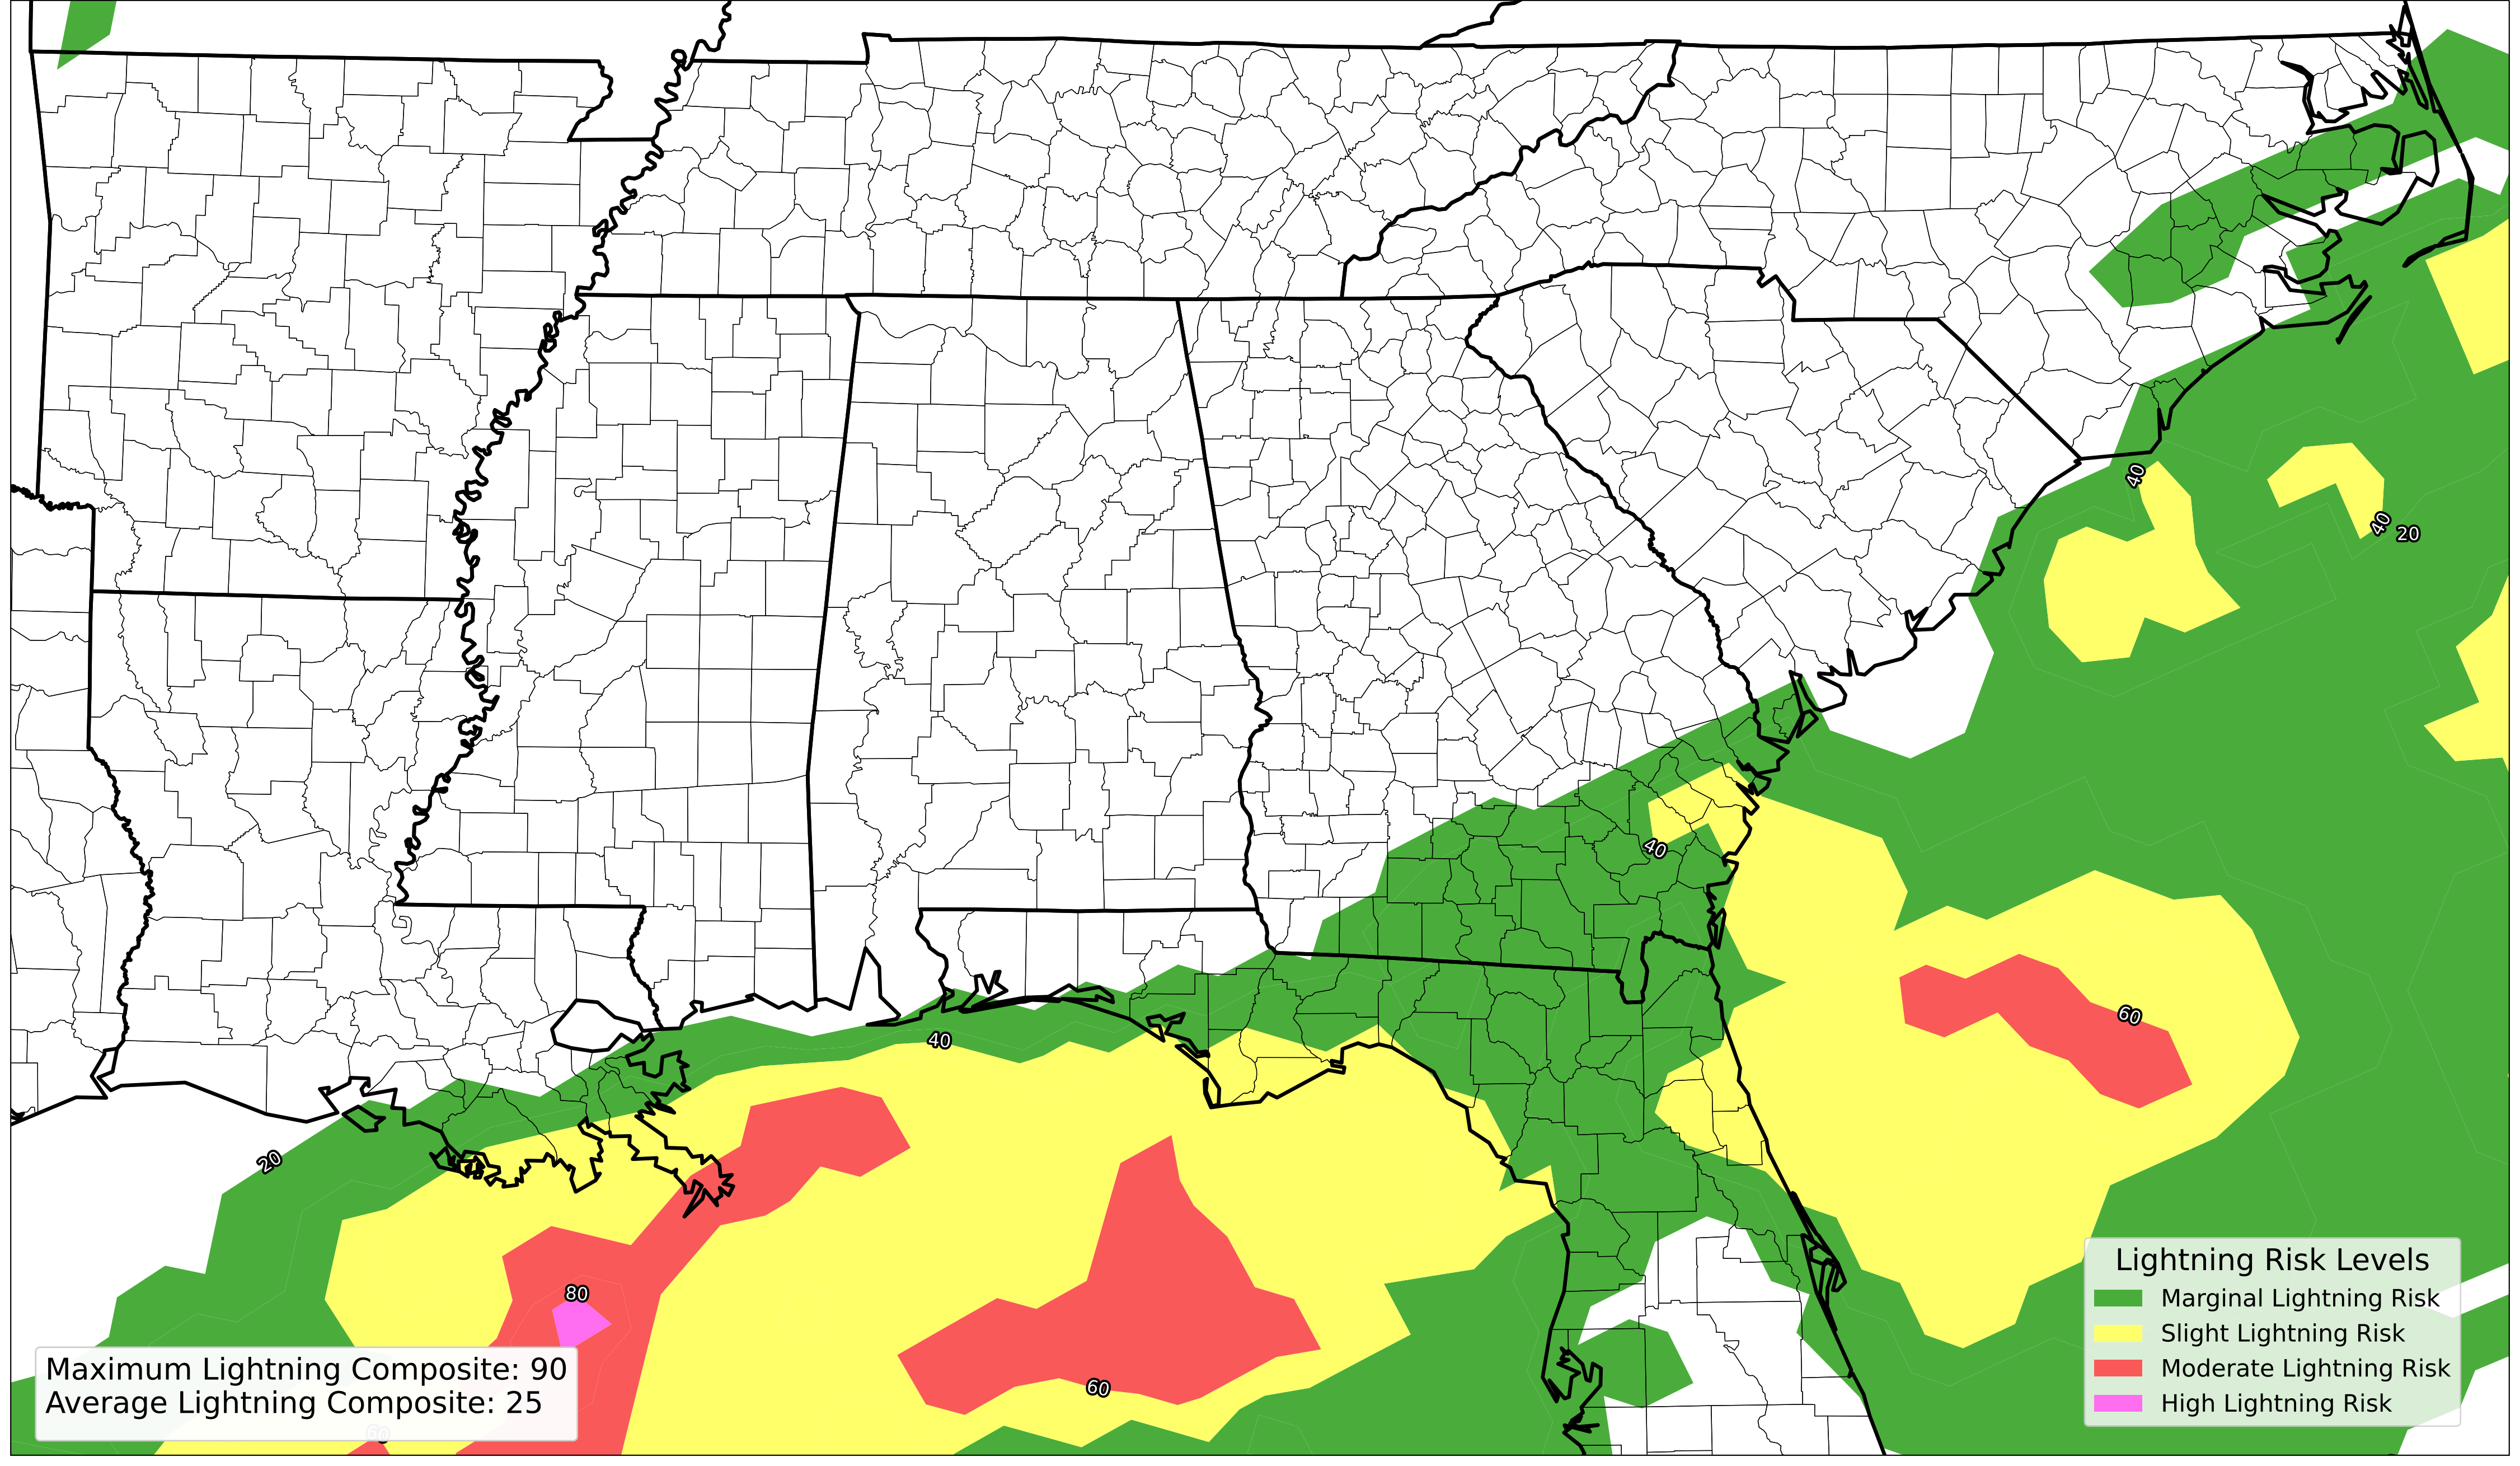 40
40
20
40
60
40
20
80
60
60
Lightning Risk Levels
Marginal Lightning Risk
Slight Lightning Risk
Moderate Lightning Risk
High Lightning Risk
Maximum Lightning Composite: 90
Average Lightning Composite: 25